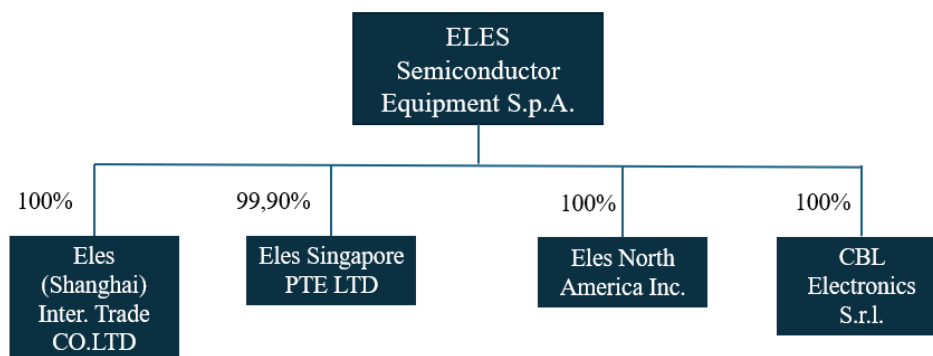 ELES
Semiconductor
Equipment S.p.A.
100%
99,90%
100%
100%
Eles
(Shanghai)
Inter. Trade
CO.LTD
Eles Singapore
PTE LTD
Eles North
America Inc.
CBL
Electronics
S.r.l.